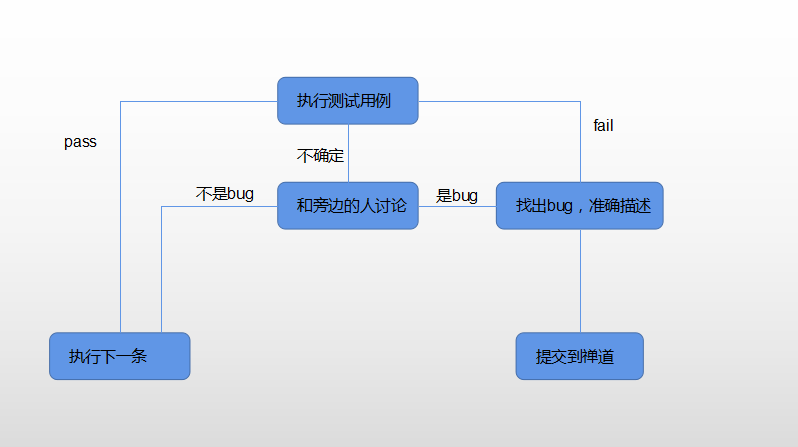 执行测试用例
pass
fail
不确定
不是bug
和旁边的人讨论
是bug
找出bug，准确描述
执行下一条
提交到禅道